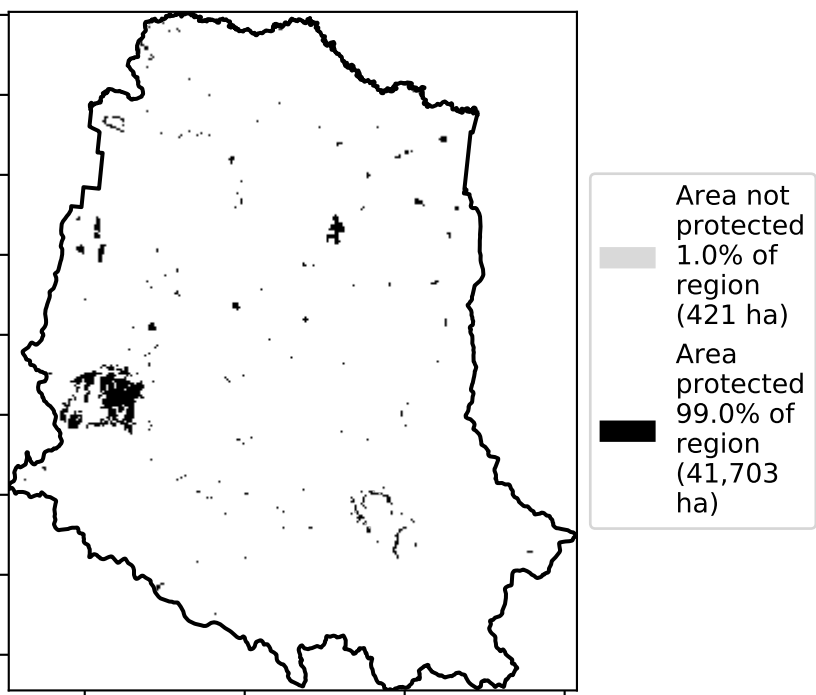 Area not
protected
1.0% of
region
(421 ha)
Area
protected
99.0% of
region
(41,703
ha)